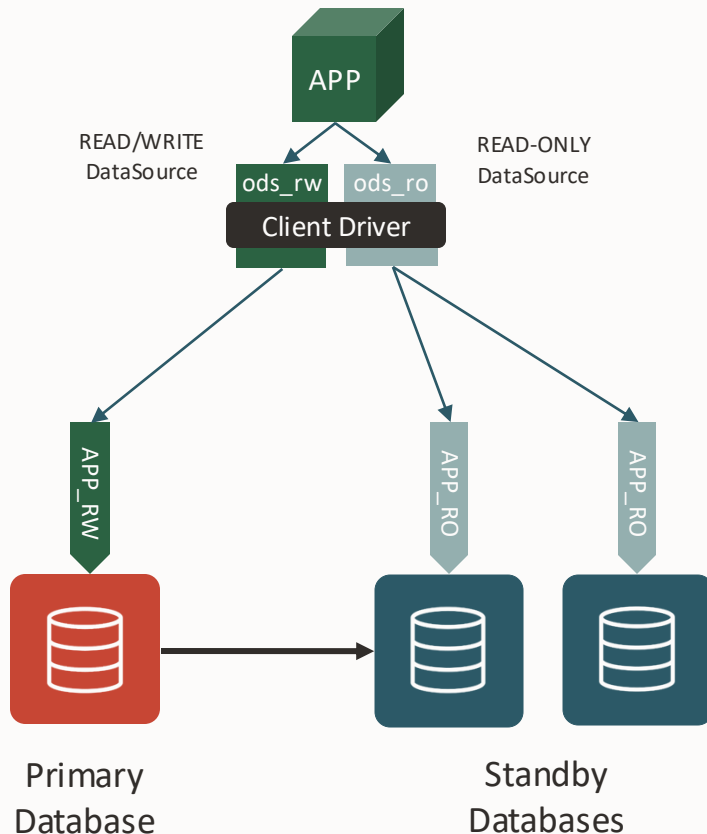 APP
READ/WRITE
DataSource
READ-ONLY
DataSource
ods_rw
ods_ro
Client Driver
APP_RW
APP_RO
APP_RO
Primary
Database
Standby
Databases